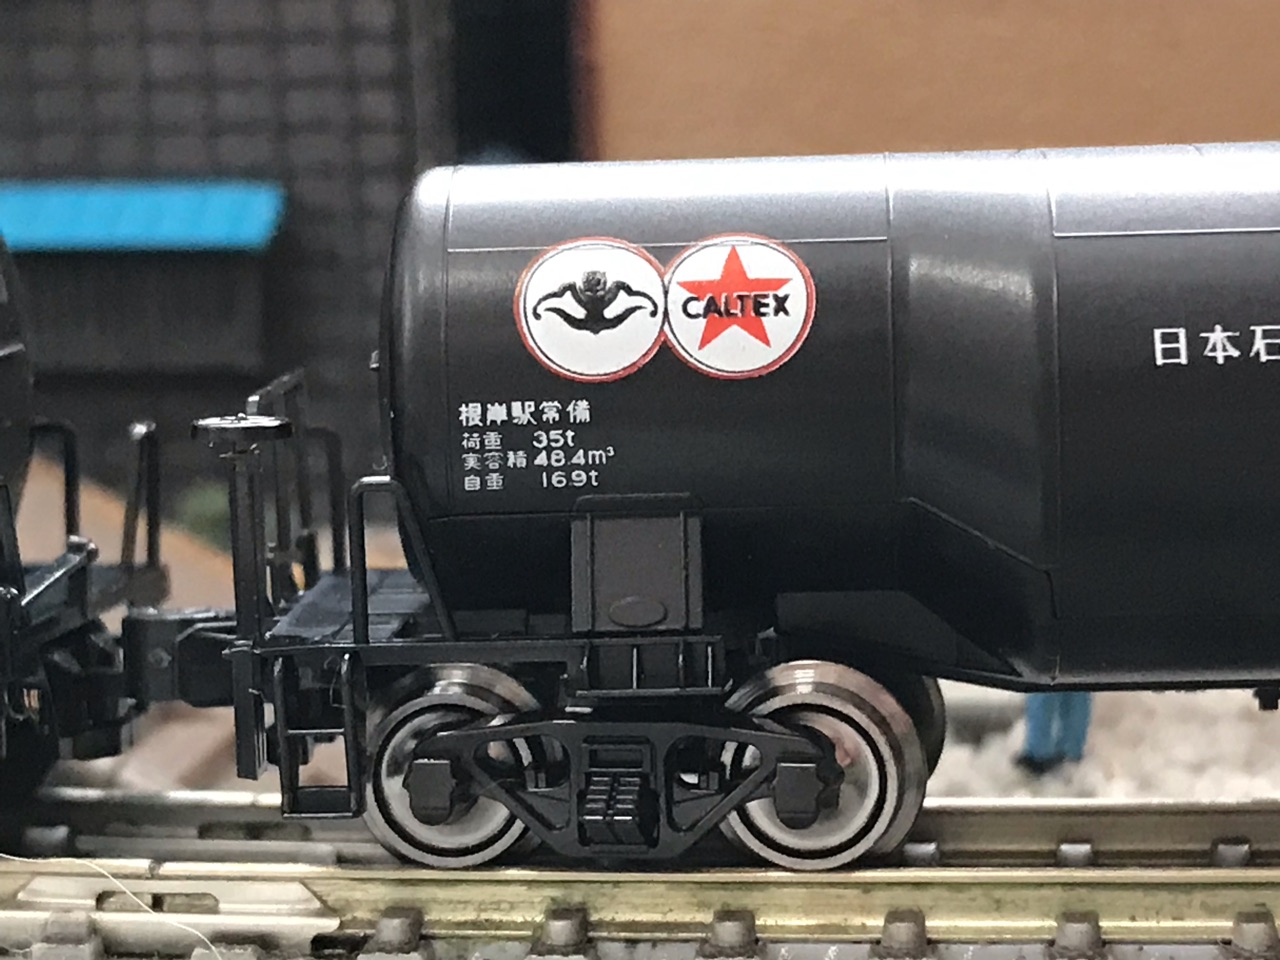 CALTEX
根岸駅常備
荷重 35t
実容積 48.4m³
自重 16.9t
日本石